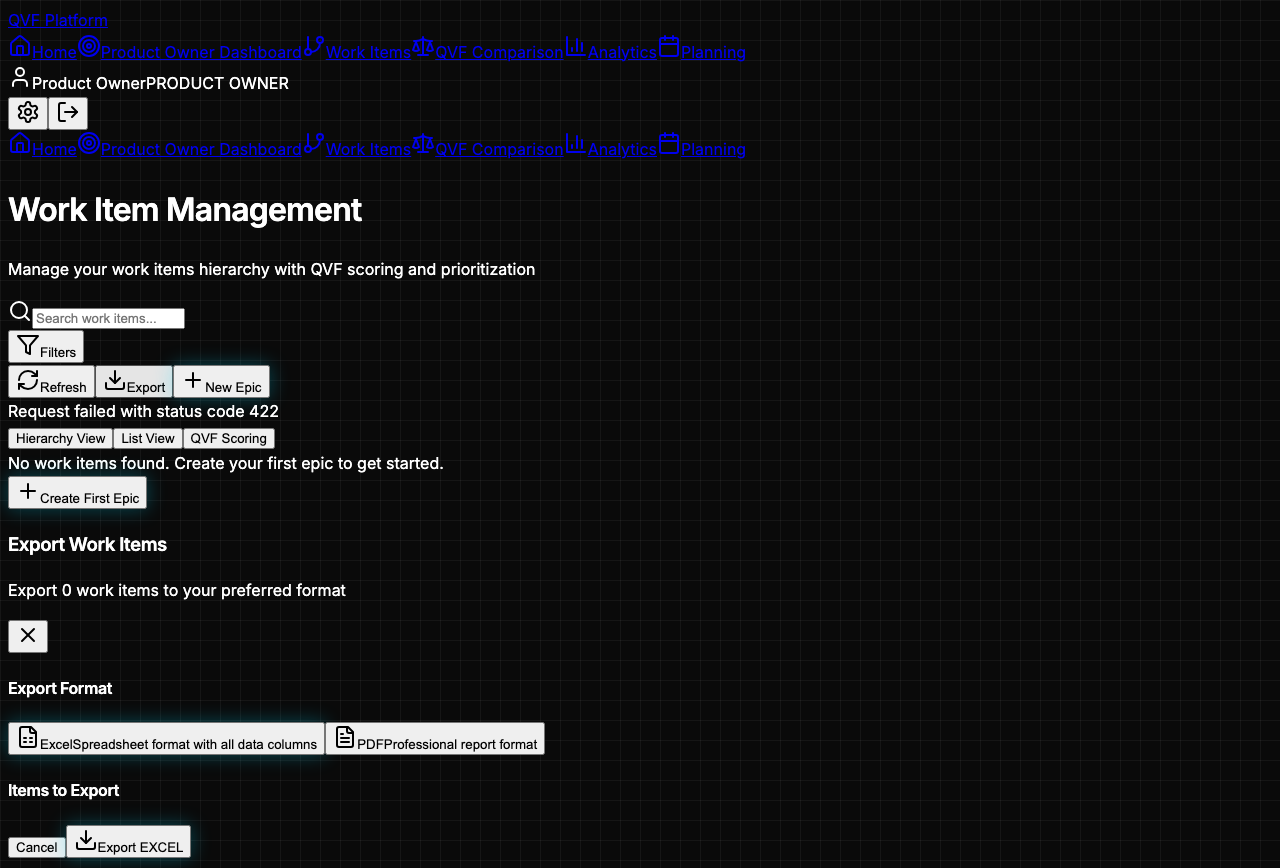 QVF Platform
Home Product Owner Dashboard Work Items QVF Comparison Analytics Planning
Product OwnerPRODUCT OWNER
Home Product Owner Dashboard Work Items QVF Comparison Analytics Planning
Work Item Management
Manage your work items hierarchy with QVF scoring and prioritization
Search work items...
Filters
Refresh Export New Epic
Request failed with status code 422
Hierarchy View List View QVF Scoring
No work items found. Create your first epic to get started.
Create First Epic
Export Work Items
Export 0 work items to your preferred format
Export Format
ExcelSpreadsheet format with all data columns PDFProfessional report format
Items to Export
Cancel Export EXCEL